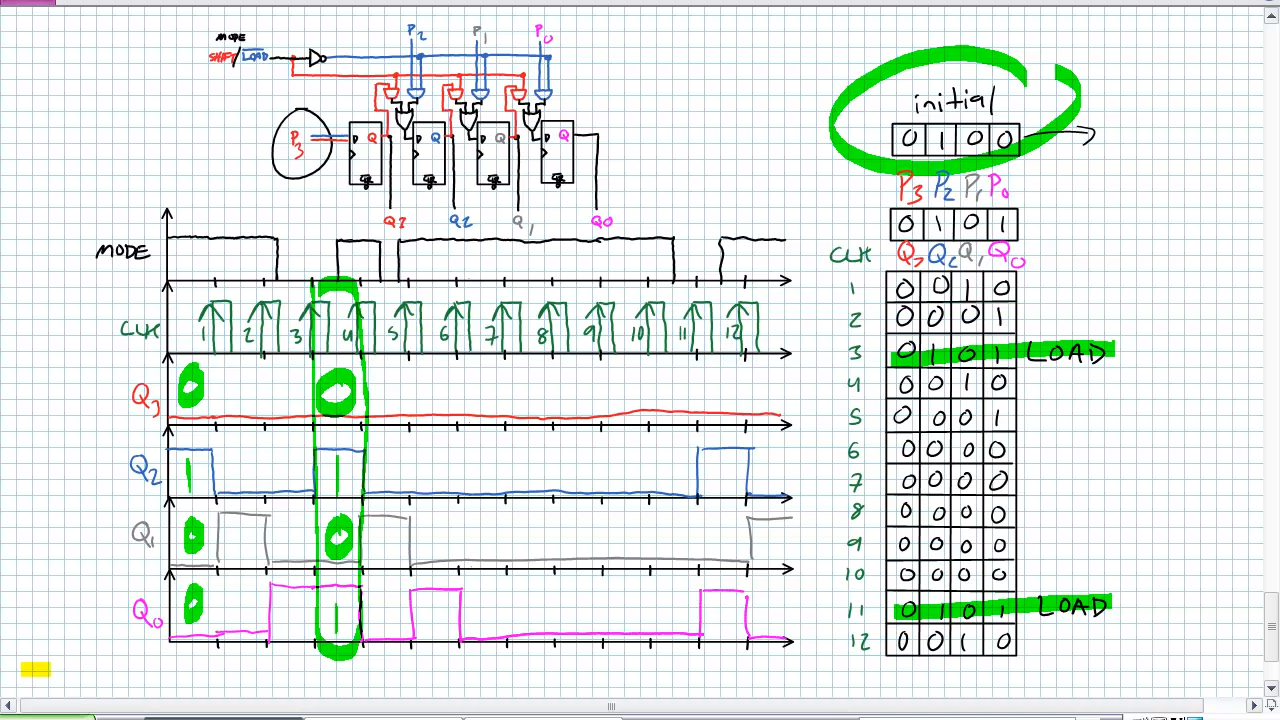 MODE
SHIFT/LOAD
P2 P1 P0
P3
D Q D Q D Q D Q
Q3 Q2 Q1 Q0
MODE
CLK
1 2 3 4 5 6 7 8 9 10 11 12
Q3 0 0
Q2 1 1
Q1 0 0
Q0 0 1
initial
0 1 0 0
P3 P2 P1 P0
0 1 0 1
CLK Q3 Q2 Q1 Q0
1 0 0 1 0
2 0 0 0 1
3 0 1 0 1 LOAD
4 0 0 1 0
5 0 0 0 1
6 0 0 0 0
7 0 0 0 0
8 0 0 0 0
9 0 0 0 0
10 0 0 0 0
11 0 1 0 1 LOAD
12 0 0 1 0